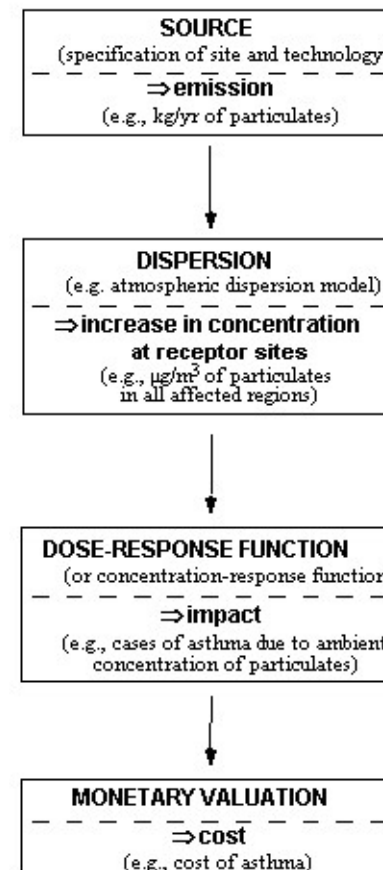 SOURCE
(specification of site and technology
⇒emission
(e.g., kg/yr of particulates)
DISPERSION
(e.g. atmospheric dispersion model)
⇒increase in concentration
at receptor sites
(e.g., µg/m³ of particulates
in all affected regions)
DOSE-RESPONSE FUNCTION
(or concentration-response function
⇒impact
(e.g., cases of asthma due to ambient
concentration of particulates)
MONETARY VALUATION
⇒cost
(e.g., cost of asthma)